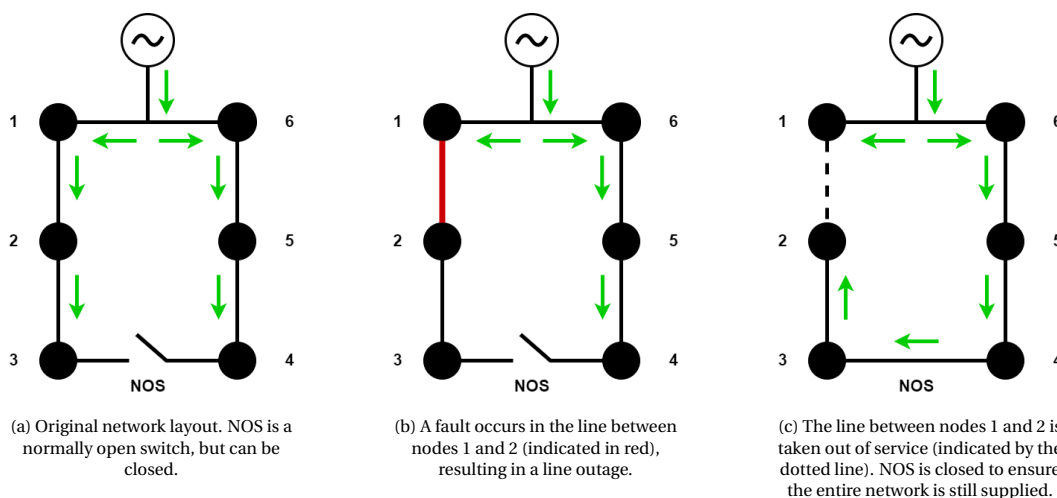 1
6
2
5
3
4
NOS
1
6
2
5
3
4
NOS
1
6
2
5
3
4
NOS
(a) Original network layout. NOS is a
normally open switch, but can be
closed.
(b) A fault occurs in the line between
nodes 1 and 2 (indicated in red),
resulting in a line outage.
(c) The line between nodes 1 and 2 is
taken out of service (indicated by the
dotted line). NOS is closed to ensure
the entire network is still supplied.